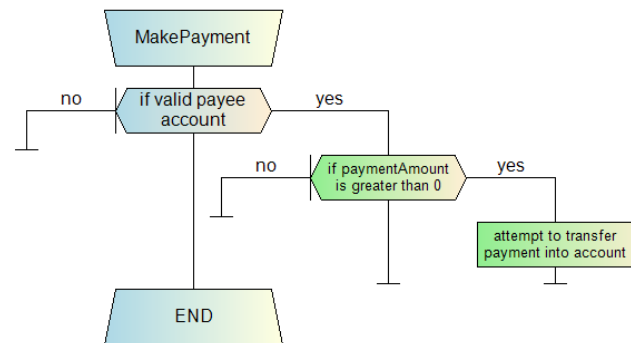 MakePayment
no
if valid payee
account
yes
no
if paymentAmount
is greater than 0
yes
attempt to transfer
payment into account
END